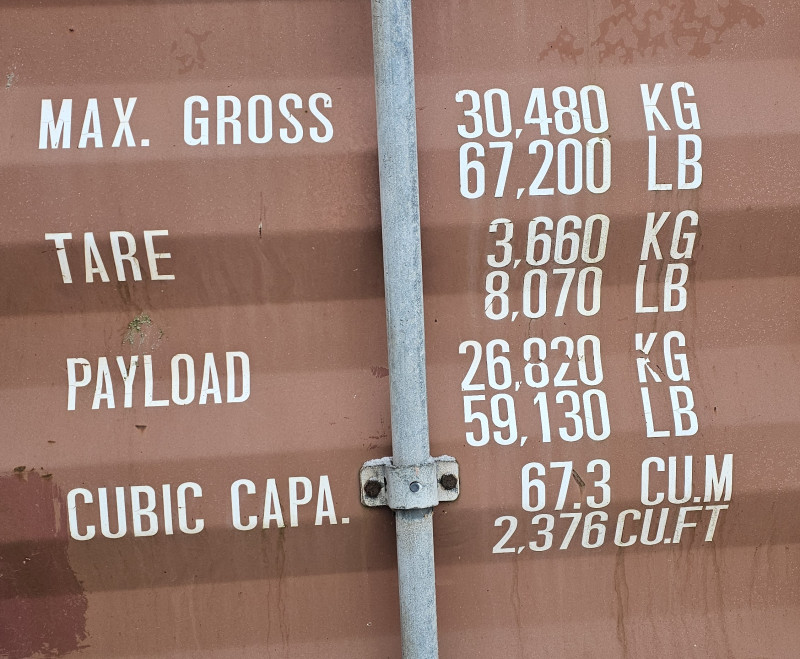 MAX. GROSS 30,480 KG
67,200 LB
TARE 3,660 KG
8,070 LB
PAYLOAD 26,820 KG
59,130 LB
CUBIC CAPA. 67.3 CU.M
2,376 CU.FT